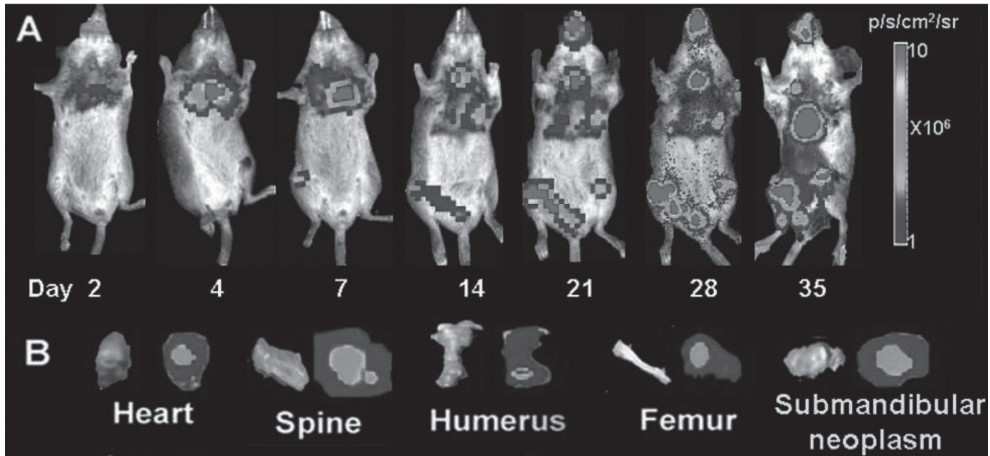 A
p/s/cm²/sr
10
X10⁶
1
Day 2 4 7 14 21 28 35
B
Heart
Spine
Humerus
Femur
Submandibular
neoplasm